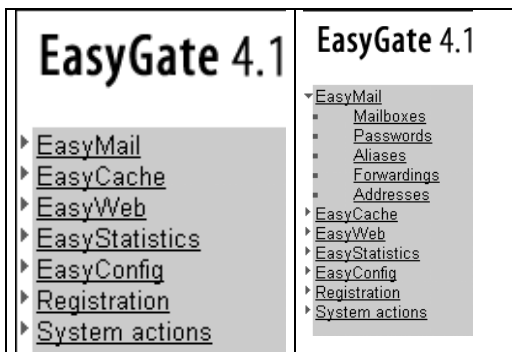 EasyGate 4.1
EasyMail
EasyCache
EasyWeb
EasyStatistics
EasyConfig
Registration
System actions
EasyGate 4.1
EasyMail
Mailboxes
Passwords
Aliases
Forwardings
Addresses
EasyCache
EasyWeb
EasyStatistics
EasyConfig
Registration
System actions